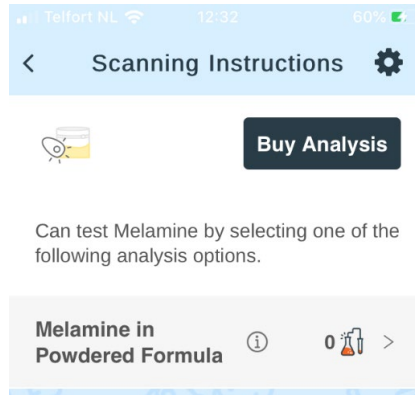 Telfort NL 12:32 60%
Scanning Instructions
Buy Analysis
Can test Melamine by selecting one of the
following analysis options.
Melamine in
Powdered Formula
0